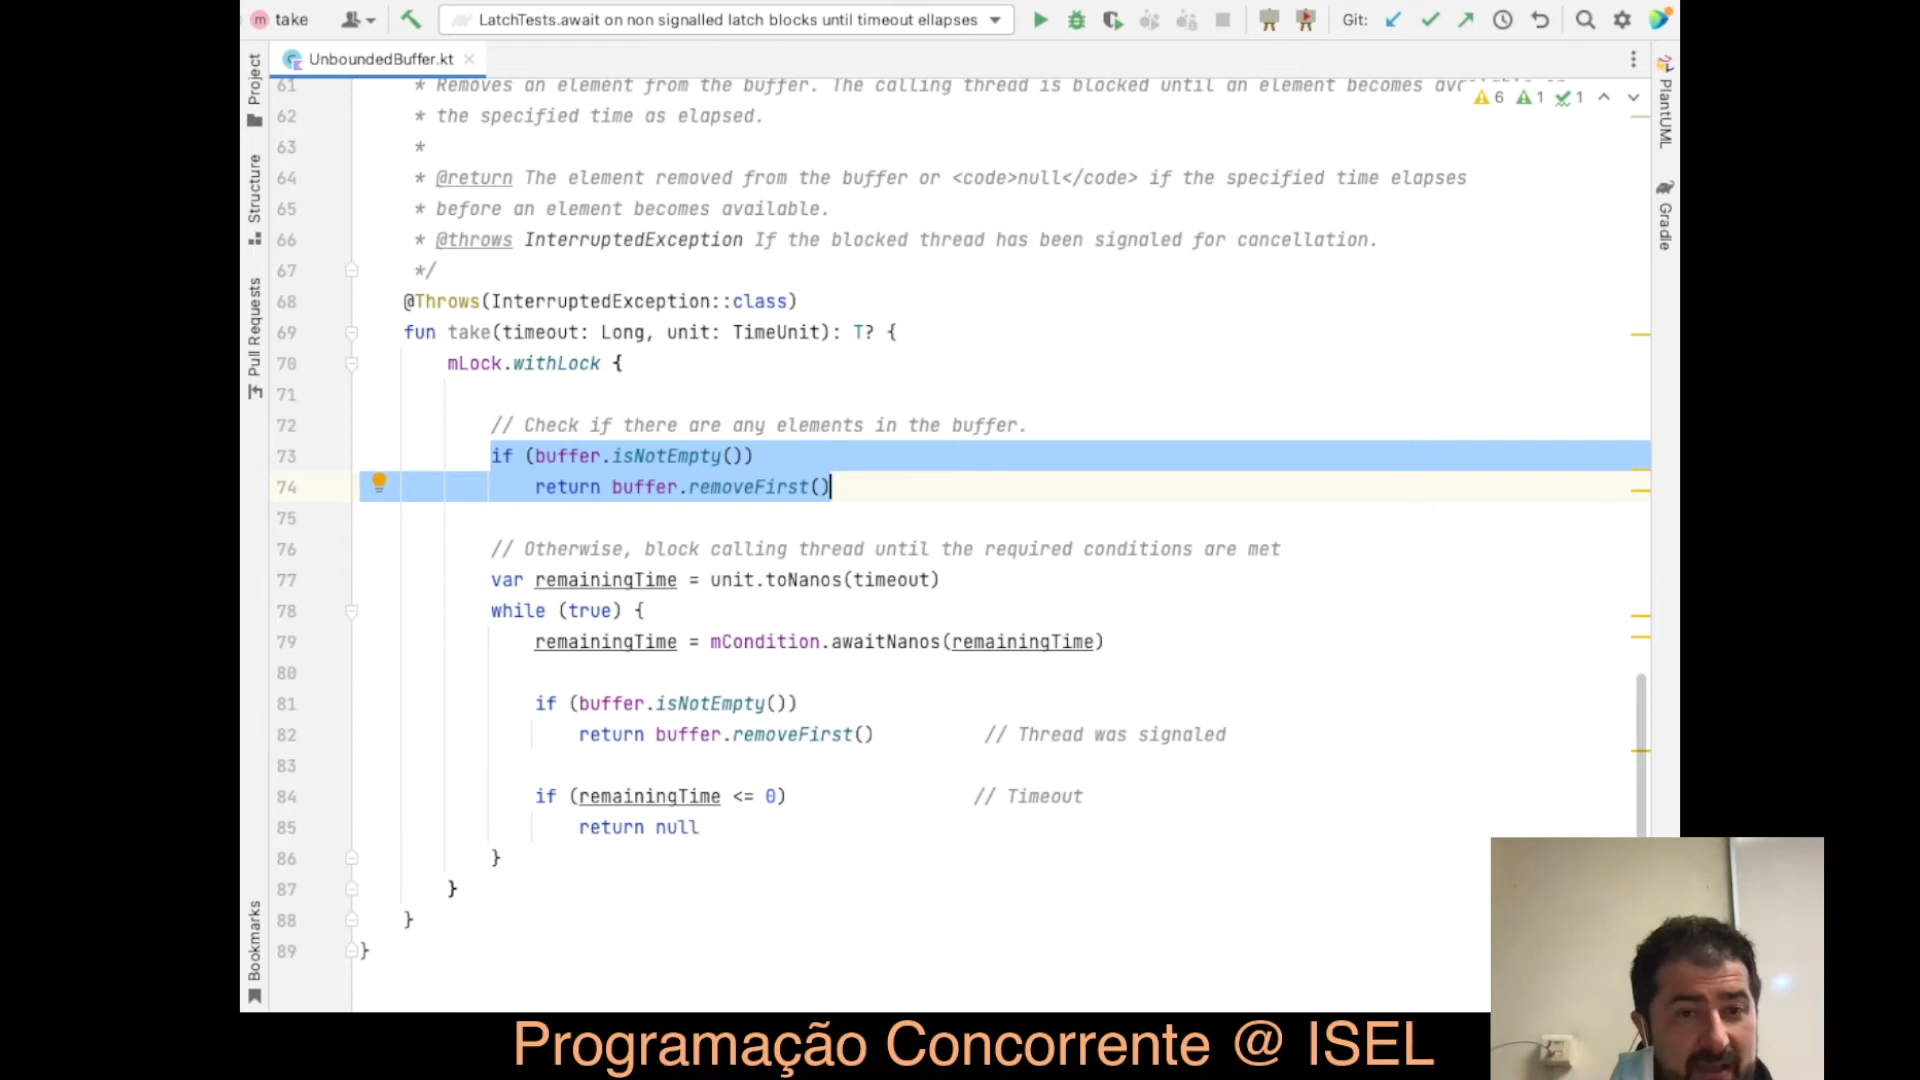 take
LatchTests.await on non signalled latch blocks until timeout ellapses
Git:
UnboundedBuffer.kt
Project
Structure
Pull Requests
Bookmarks
PlantUML
Gradle
6 1 1
61 * Removes an element from the buffer. The calling thread is blocked until an element becomes
62 * the specified time as elapsed.
63 *
64 * @return The element removed from the buffer or <code>null</code> if the specified time elapses
65 * before an element becomes available.
66 * @throws InterruptedException If the blocked thread has been signaled for cancellation.
67 */
68 @Throws(InterruptedException::class)
69 fun take(timeout: Long, unit: TimeUnit): T? {
70 mLock.withLock {
71
72 // Check if there are any elements in the buffer.
73 if (buffer.isNotEmpty())
74 return buffer.removeFirst()
75
76 // Otherwise, block calling thread until the required conditions are met
77 var remainingTime = unit.toNanos(timeout)
78 while (true) {
79 remainingTime = mCondition.awaitNanos(remainingTime)
80
81 if (buffer.isNotEmpty())
82 return buffer.removeFirst() // Thread was signaled
83
84 if (remainingTime <= 0) // Timeout
85 return null
86 }
87 }
88 }
89 }
Programação Concorrente @ ISEL